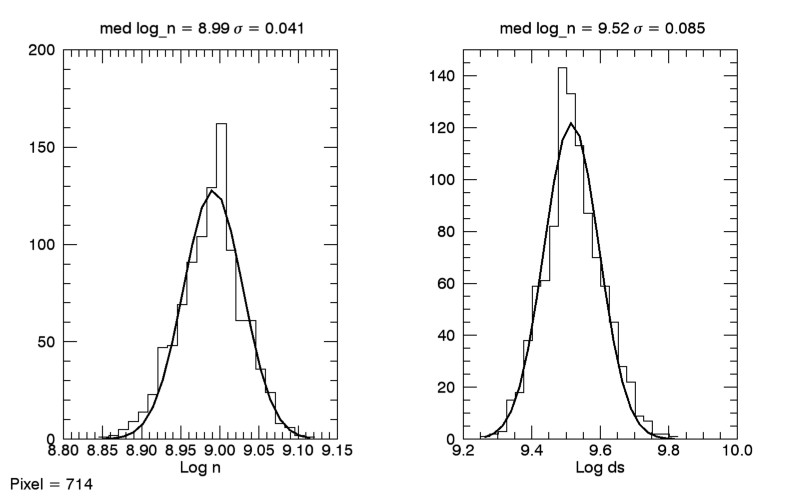 med log_n = 8.99 σ = 0.041
200
150
100
50
0
8.80 8.85 8.90 8.95 9.00 9.05 9.10 9.15
Log n
med log_n = 9.52 σ = 0.085
140
120
100
80
60
40
20
0
9.2 9.4 9.6 9.8 10.0
Log ds
Pixel = 714